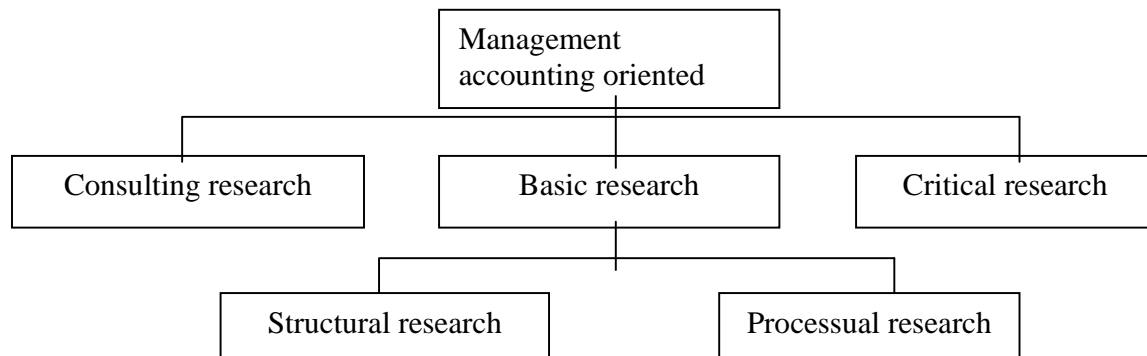 Management
accounting oriented
Consulting research
Basic research
Critical research
Structural research
Processual research